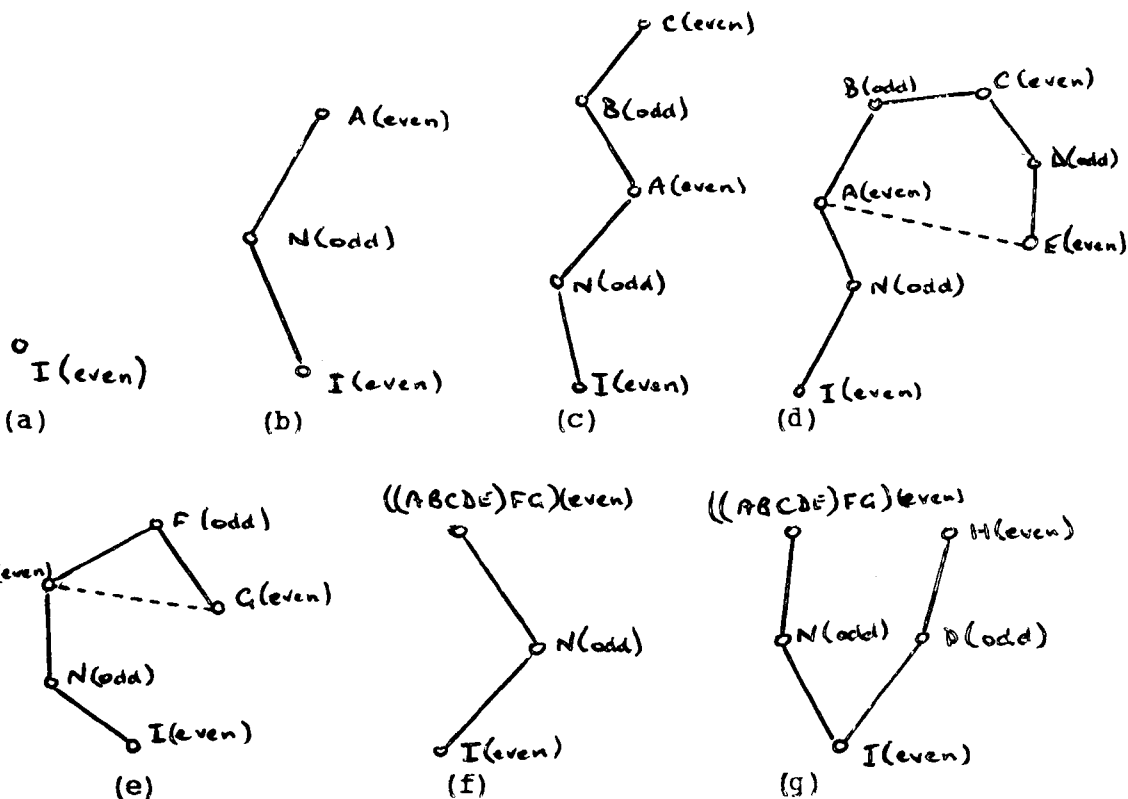 I (even)
(a)
A (even)
N (odd)
I (even)
(b)
C (even)
B (odd)
A (even)
N (odd)
I (even)
(c)
B (odd)
C (even)
D (odd)
A (even)
E (even)
N (odd)
I (even)
(d)
F (odd)
even)
G (even)
N (odd)
I (even)
(e)
((ABCDE)FG)(even)
N (odd)
I (even)
(f)
((ABCDE)FG)(even)
H (even)
N (odd)
(odd)
I (even)
(g)